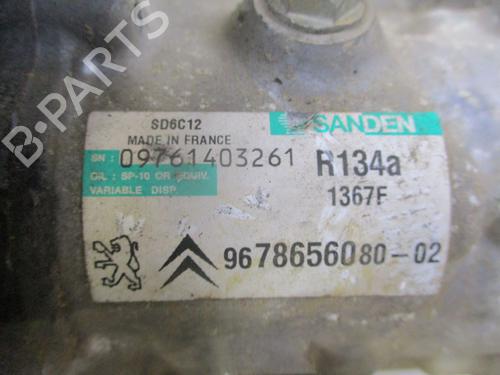 SD6C12
MADE IN FRANCE
SANDEN
SN: 09761403261
R134a
OIL: SP-10 OR EQUIV.
1367F
VARIABLE DISP.
9678656080-02
B-PARTS